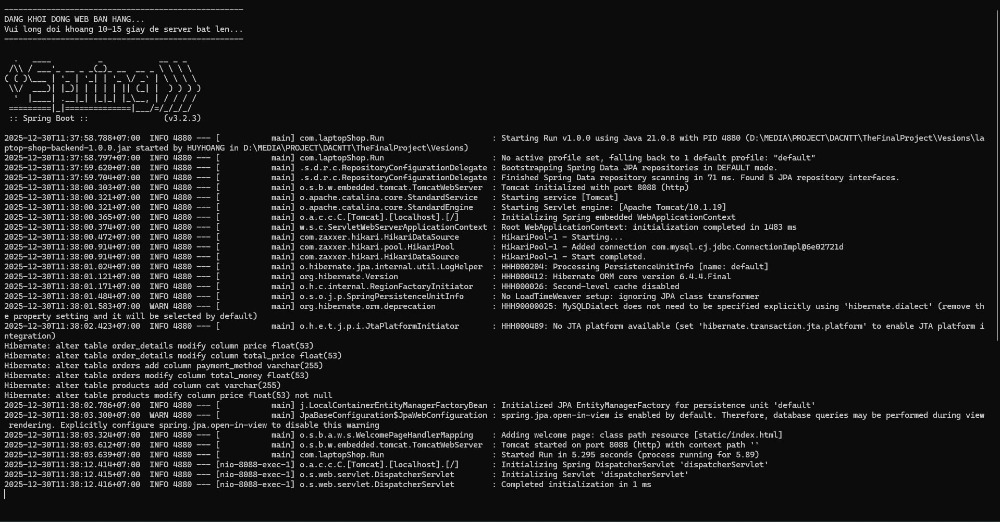 ---------------------------------------------------
DANG KHOI DONG WEB BAN HANG...
Vui long doi khoang 10-15 giay de server bat len...
---------------------------------------------------
  .   ____          _            __ _ _
 /\\ / ___'_ __ _ _(_)_ __  __ _ \ \ \ \
( ( )\___ | '_ | '_| | '_ \/ _` | \ \ \ \
 \\/  ___)| |_)| | | | | || (_| |  ) ) ) )
  '  |____| .__|_| |_|_| |_\__, | / / / /
 =========|_|==============|___/=/_/_/_/
 :: Spring Boot ::                (v3.2.3)
2025-12-30T11:37:58.788+07:00  INFO 4880 --- [           main] com.laptopShop.Run                       : Starting Run v1.0.0 using Java 21.0.8 with PID 4880 (D:\MEDIA\PROJECT\DACNTT\TheFinalProject\Vesions\la
ptop-shop-backend-1.0.0.jar started by HUYHOANG in D:\MEDIA\PROJECT\DACNTT\TheFinalProject\Vesions)
2025-12-30T11:37:58.797+07:00  INFO 4880 --- [           main] com.laptopShop.Run                       : No active profile set, falling back to 1 default profile: "default"
2025-12-30T11:37:59.620+07:00  INFO 4880 --- [           main] .s.d.r.c.RepositoryConfigurationDelegate : Bootstrapping Spring Data JPA repositories in DEFAULT mode.
2025-12-30T11:37:59.704+07:00  INFO 4880 --- [           main] .s.d.r.c.RepositoryConfigurationDelegate : Finished Spring Data repository scanning in 71 ms. Found 5 JPA repository interfaces.
2025-12-30T11:38:00.303+07:00  INFO 4880 --- [           main] o.s.b.w.embedded.tomcat.TomcatWebServer  : Tomcat initialized with port 8088 (http)
2025-12-30T11:38:00.321+07:00  INFO 4880 --- [           main] o.apache.catalina.core.StandardService   : Starting service [Tomcat]
2025-12-30T11:38:00.321+07:00  INFO 4880 --- [           main] o.apache.catalina.core.StandardEngine    : Starting Servlet engine: [Apache Tomcat/10.1.19]
2025-12-30T11:38:00.365+07:00  INFO 4880 --- [           main] o.a.c.c.C.[Tomcat].[localhost].[/]       : Initializing Spring embedded WebApplicationContext
2025-12-30T11:38:00.374+07:00  INFO 4880 --- [           main] w.s.c.ServletWebServerApplicationContext : Root WebApplicationContext: initialization completed in 1483 ms
2025-12-30T11:38:00.472+07:00  INFO 4880 --- [           main] com.zaxxer.hikari.HikariDataSource       : HikariPool-1 - Starting...
2025-12-30T11:38:00.914+07:00  INFO 4880 --- [           main] com.zaxxer.hikari.pool.HikariPool        : HikariPool-1 - Added connection com.mysql.cj.jdbc.ConnectionImpl@6e02721d
2025-12-30T11:38:00.914+07:00  INFO 4880 --- [           main] com.zaxxer.hikari.HikariDataSource       : HikariPool-1 - Start completed.
2025-12-30T11:38:01.024+07:00  INFO 4880 --- [           main] o.hibernate.jpa.internal.util.LogHelper  : HHH000204: Processing PersistenceUnitInfo [name: default]
2025-12-30T11:38:01.121+07:00  INFO 4880 --- [           main] org.hibernate.Version                    : HHH000412: Hibernate ORM core version 6.4.4.Final
2025-12-30T11:38:01.171+07:00  INFO 4880 --- [           main] o.h.c.internal.RegionFactoryInitiator    : HHH000026: Second-level cache disabled
2025-12-30T11:38:01.484+07:00  INFO 4880 --- [           main] o.s.o.j.p.SpringPersistenceUnitInfo      : No LoadTimeWeaver setup: ignoring JPA class transformer
2025-12-30T11:38:01.583+07:00  WARN 4880 --- [           main] org.hibernate.orm.deprecation            : HHH90000025: MySQLDialect does not need to be specified explicitly using 'hibernate.dialect' (remove th
e property setting and it will be selected by default)
2025-12-30T11:38:02.423+07:00  INFO 4880 --- [           main] o.h.e.t.j.p.i.JtaPlatformInitiator       : HHH000489: No JTA platform available (set 'hibernate.transaction.jta.platform' to enable JTA platform i
ntegration)
Hibernate: alter table order_details modify column price float(53)
Hibernate: alter table order_details modify column total_price float(53)
Hibernate: alter table orders add column payment_method varchar(255)
Hibernate: alter table orders modify column total_money float(53)
Hibernate: alter table products add column cat varchar(255)
Hibernate: alter table products modify column price float(53) not null
2025-12-30T11:38:02.786+07:00  INFO 4880 --- [           main] j.LocalContainerEntityManagerFactoryBean : Initialized JPA EntityManagerFactory for persistence unit 'default'
2025-12-30T11:38:03.300+07:00  WARN 4880 --- [           main] JpaBaseConfiguration$JpaWebConfiguration : spring.jpa.open-in-view is enabled by default. Therefore, database queries may be performed during view
 rendering. Explicitly configure spring.jpa.open-in-view to disable this warning
2025-12-30T11:38:03.324+07:00  INFO 4880 --- [           main] o.s.b.a.w.s.WelcomePageHandlerMapping    : Adding welcome page: class path resource [static/index.html]
2025-12-30T11:38:03.612+07:00  INFO 4880 --- [           main] o.s.b.w.embedded.tomcat.TomcatWebServer  : Tomcat started on port 8088 (http) with context path ''
2025-12-30T11:38:03.639+07:00  INFO 4880 --- [           main] com.laptopShop.Run                       : Started Run in 5.295 seconds (process running for 5.89)
2025-12-30T11:38:12.414+07:00  INFO 4880 --- [nio-8088-exec-1] o.a.c.c.C.[Tomcat].[localhost].[/]       : Initializing Spring DispatcherServlet 'dispatcherServlet'
2025-12-30T11:38:12.415+07:00  INFO 4880 --- [nio-8088-exec-1] o.s.web.servlet.DispatcherServlet        : Initializing Servlet 'dispatcherServlet'
2025-12-30T11:38:12.416+07:00  INFO 4880 --- [nio-8088-exec-1] o.s.web.servlet.DispatcherServlet        : Completed initialization in 1 ms